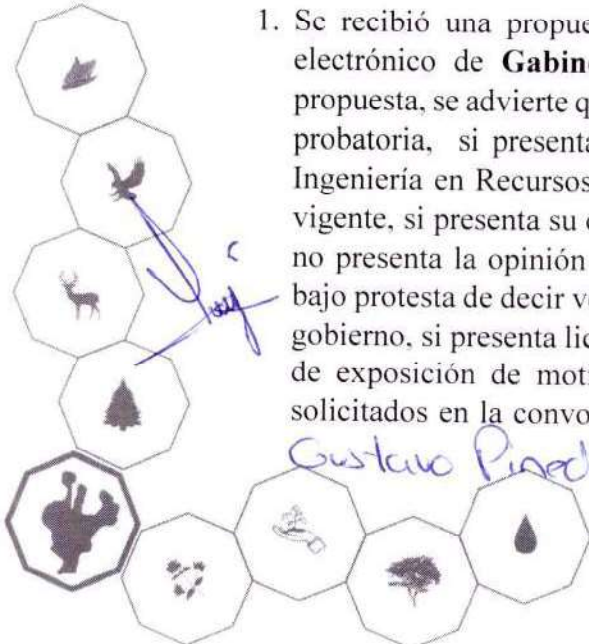 1. Se recibió una propue
electrónico de Gabin
propuesta, se advierte q
probatoria, si presenta
Ingeniería en Recursos
vigente, si presenta su
no presenta la opinión
bajo protesta de decir ve
gobierno, si presenta lic
de exposición de moti
solicitados en la convo
Gustavo Pined